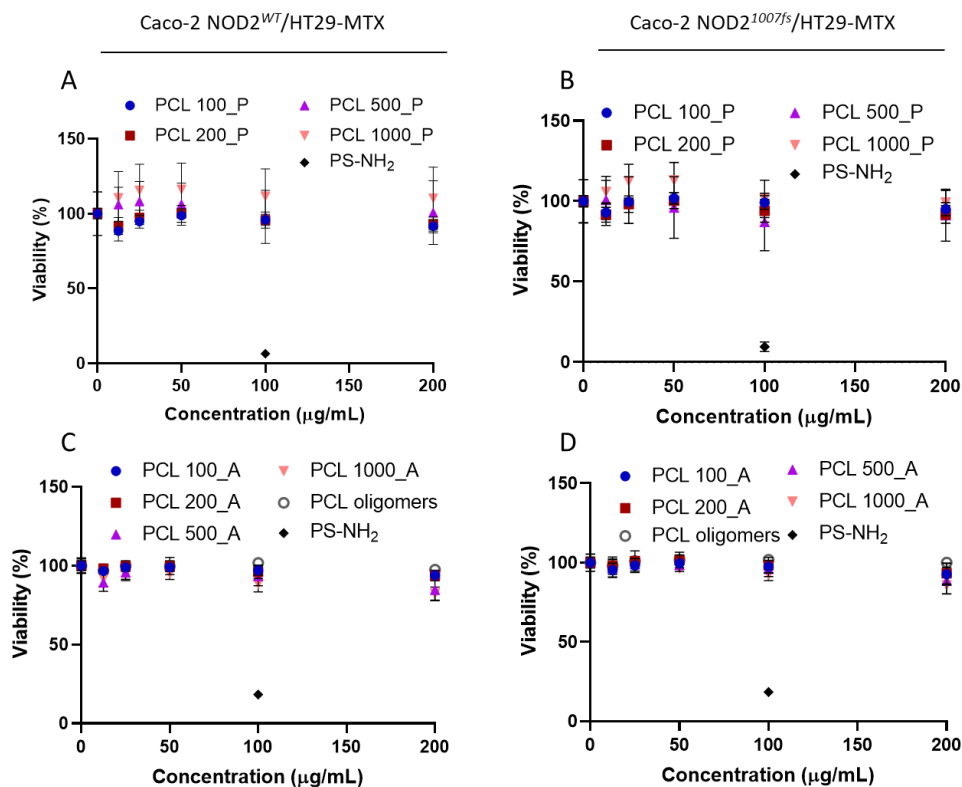 Caco-2 NOD2^WT/HT29-MTX
Caco-2 NOD2^1007fs/HT29-MTX
A
PCL 100_P
PCL 500_P
PCL 200_P
PCL 1000_P
PS-NH₂
150
100
50
0
Viability (%)
0
50
100
150
200
Concentration (µg/mL)
B
PCL 100_P
PCL 500_P
PCL 200_P
PCL 1000_P
PS-NH₂
150
100
50
0
Viability (%)
0
50
100
150
200
Concentration (µg/mL)
C
PCL 100_A
PCL 1000_A
PCL 200_A
PCL oligomers
PCL 500_A
PS-NH₂
150
100
50
0
Viability (%)
0
50
100
150
200
Concentration (µg/mL)
D
PCL 100_A
PCL 500_A
PCL 200_A
PCL 1000_A
PCL oligomers
PS-NH₂
150
100
50
0
Viability (%)
0
50
100
150
200
Concentration (µg/mL)